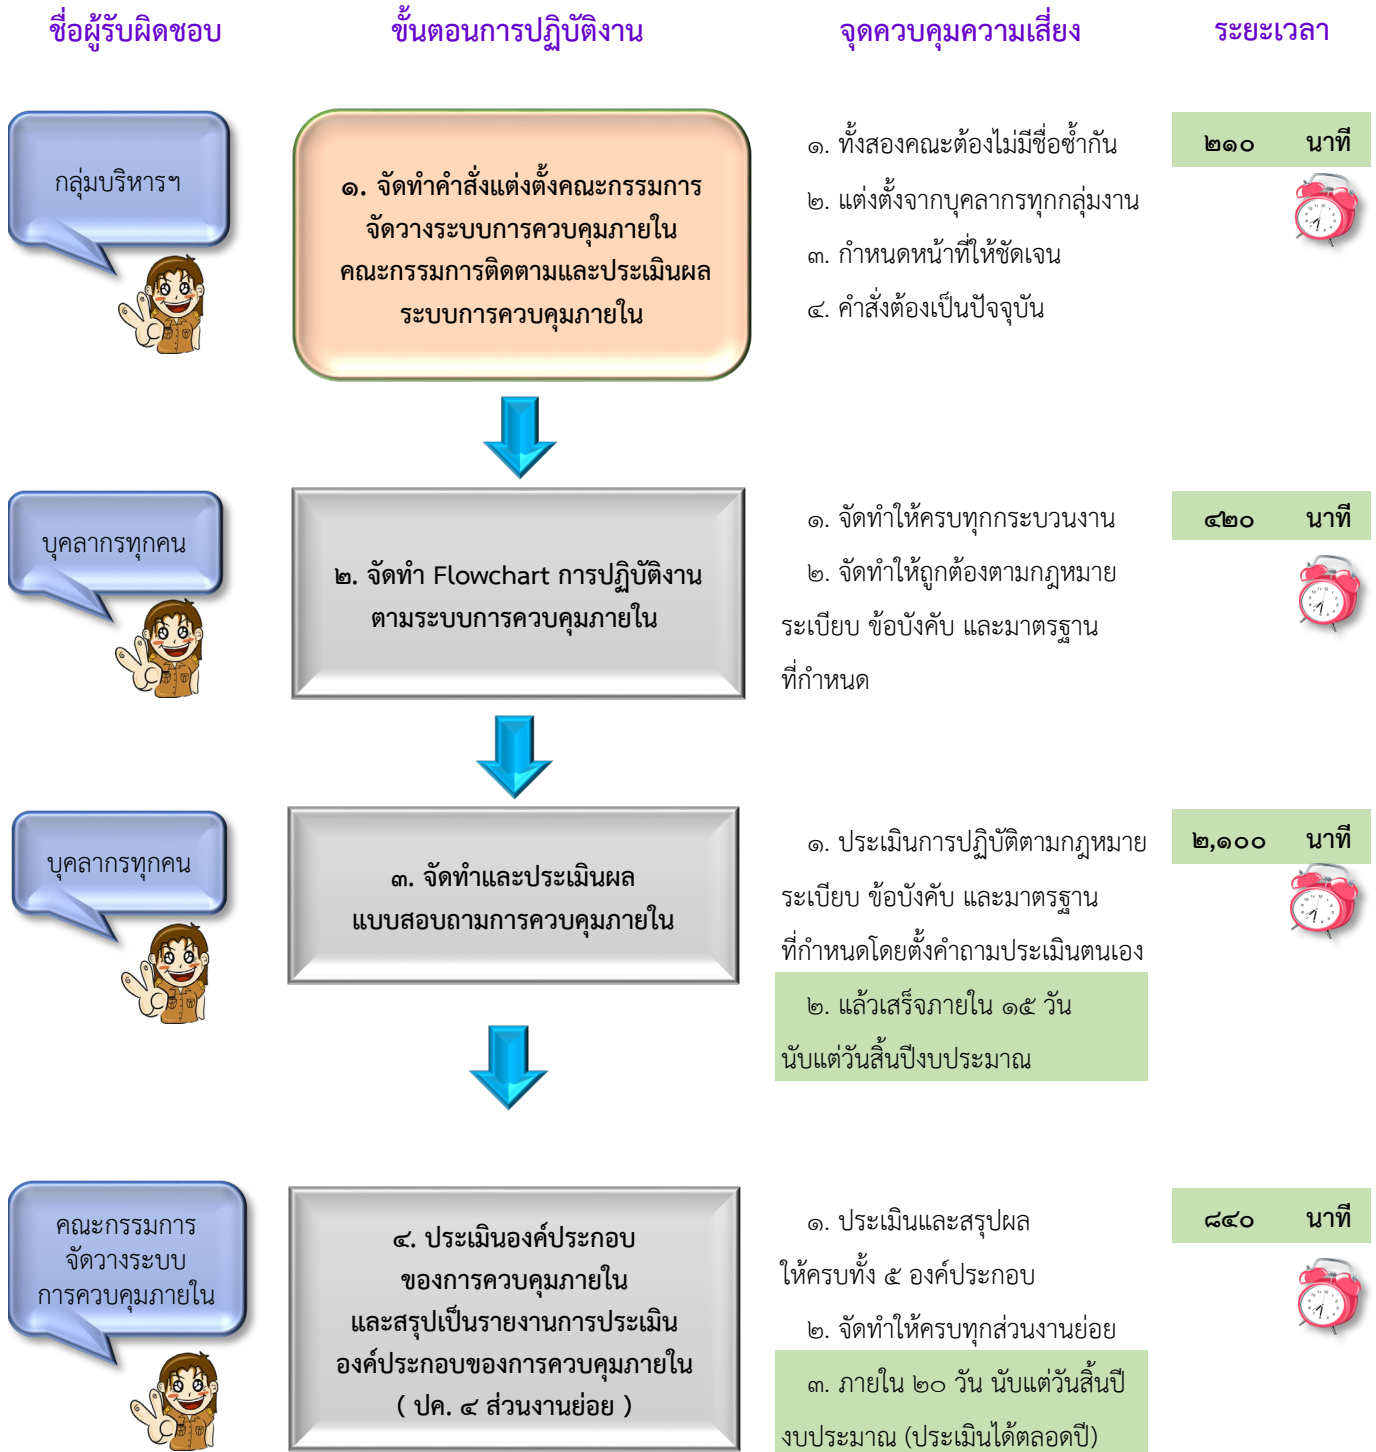 ชื่อผู้รับผิดชอบ ขั้นตอนการปฏิบัติงาน จุดควบคุมความเสี่ยง ระยะเวลา
กลุ่มบริหารฯ
๑. จัดทำคำสั่งแต่งตั้งคณะกรรมการ
จัดวางระบบการควบคุมภายใน
คณะกรรมการติดตามและประเมินผล
ระบบการควบคุมภายใน
๑. ทั้งสองคณะต้องไม่มีชื่อซ้ำกัน
๒. แต่งตั้งจากบุคลากรทุกกลุ่มงาน
๓. กำหนดหน้าที่ให้ชัดเจน
๔. คำสั่งต้องเป็นปัจจุบัน
๒๑๐ นาที
บุคลากรทุกคน
๒. จัดทำ Flowchart การปฏิบัติงาน
ตามระบบการควบคุมภายใน
๑. จัดทำให้ครบทุกกระบวนงาน
๒. จัดทำให้ถูกต้องตามกฎหมาย
ระเบียบ ข้อบังคับ และมาตรฐาน
ที่กำหนด
๔๒๐ นาที
บุคลากรทุกคน
๓. จัดทำและประเมินผล
แบบสอบถามการควบคุมภายใน
๑. ประเมินการปฏิบัติตามกฎหมาย
ระเบียบ ข้อบังคับ และมาตรฐาน
ที่กำหนดโดยตั้งคำถามประเมินตนเอง
๒. แล้วเสร็จภายใน ๑๕ วัน
นับแต่วันสิ้นปีงบประมาณ
๒,๑๐๐ นาที
คณะกรรมการ
จัดวางระบบ
การควบคุมภายใน
๔. ประเมินองค์ประกอบ
ของการควบคุมภายใน
และสรุปเป็นรายงานการประเมิน
องค์ประกอบของการควบคุมภายใน
( ปค. ๔ ส่วนงานย่อย )
๑. ประเมินและสรุปผล
ให้ครบทั้ง ๕ องค์ประกอบ
๒. จัดทำให้ครบทุกส่วนงานย่อย
๓. ภายใน ๒๐ วัน นับแต่วันสิ้นปี
งบประมาณ (ประเมินได้ตลอดปี)
๘๔๐ นาที